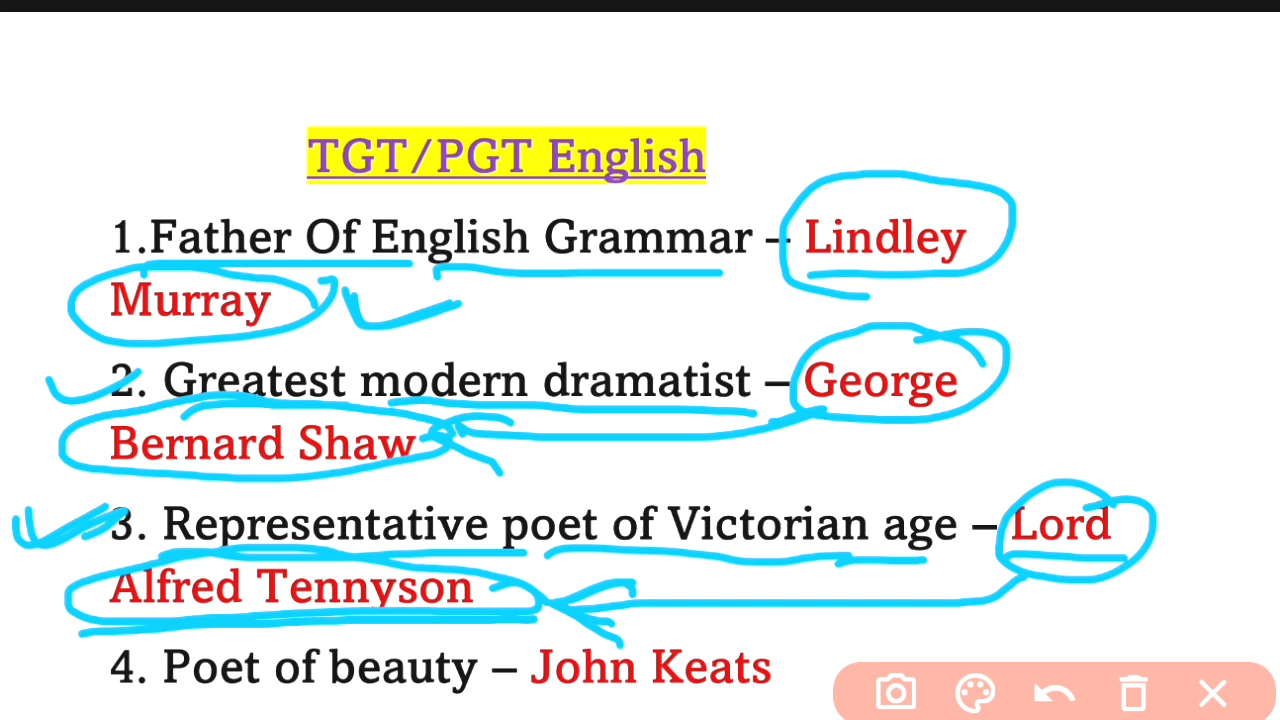 TGT/PGT English
1.Father Of English Grammar – Lindley
Murray
2. Greatest modern dramatist – George
Bernard Shaw
3. Representative poet of Victorian age – Lord
Alfred Tennyson
4. Poet of beauty – John Keats